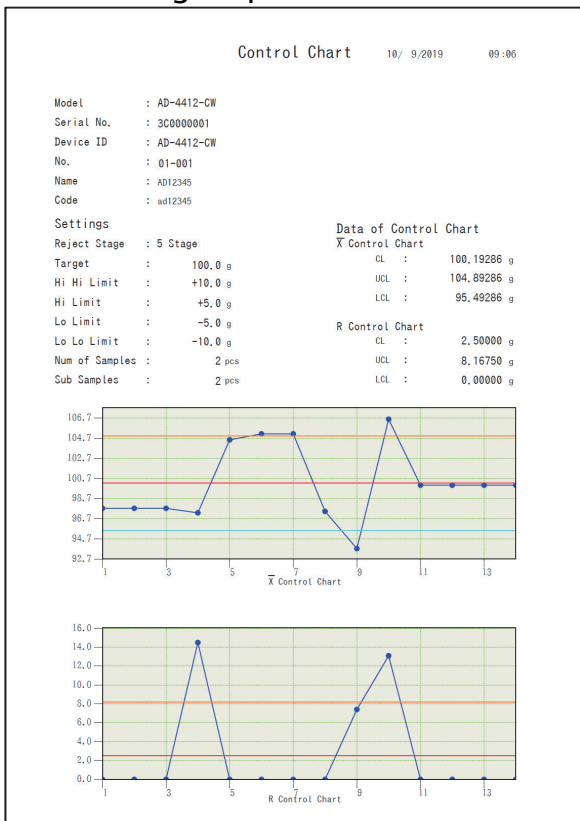 Control Chart 10/ 9/2019 09:06
Model : AD-4412-CW
Serial No. : 3C0000001
Device ID : AD-4412-CW
No. : 01-001
Name : AD12345
Code : ad12345
Settings
Reject Stage : 5 Stage
Target : 100.0 g
Hi Hi Limit : +10.0 g
Hi Limit : +5.0 g
Lo Limit : -5.0 g
Lo Lo Limit : -10.0 g
Num of Samples : 2 pcs
Sub Samples : 2 pcs
Data of Control Chart
X̅ Control Chart
CL : 100.19286 g
UCL : 104.89286 g
LCL : 95.49286 g
R Control Chart
CL : 2.50000 g
UCL : 8.16750 g
LCL : 0.00000 g
106.7
104.7
102.7
100.7
98.7
96.7
94.7
92.7
1 3 5 7 9 11 13
X̅ Control Chart
16.0
14.0
12.0
10.0
8.0
6.0
4.0
2.0
0.0
1 3 5 7 9 11 13
R Control Chart